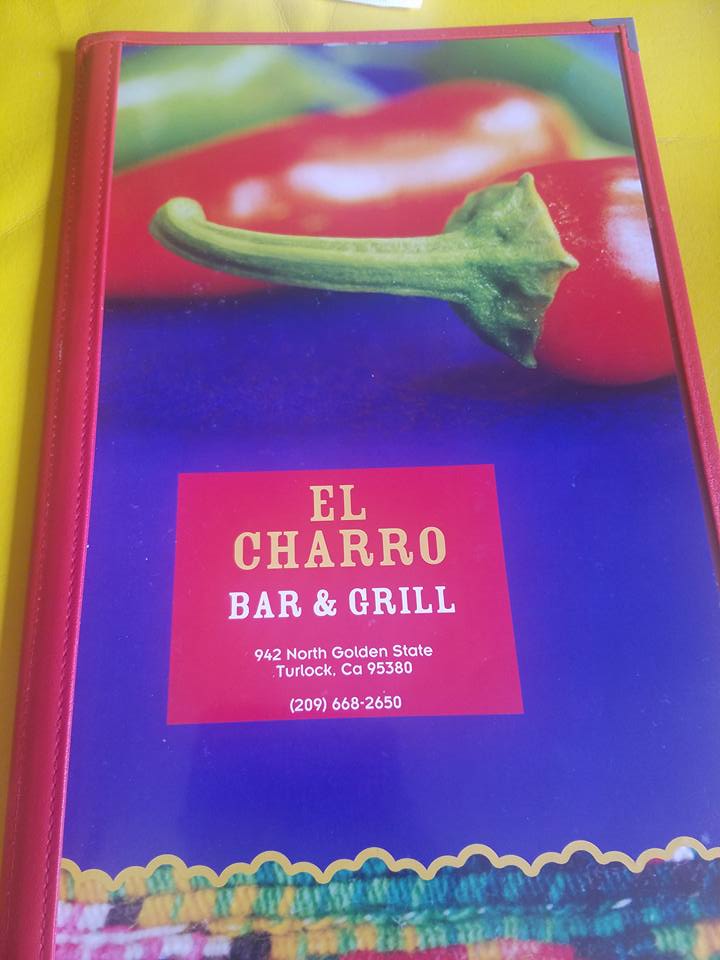 EL
CHARRO
BAR & GRILL
942 North Golden State
Turlock, Ca 95380
(209) 668-2650